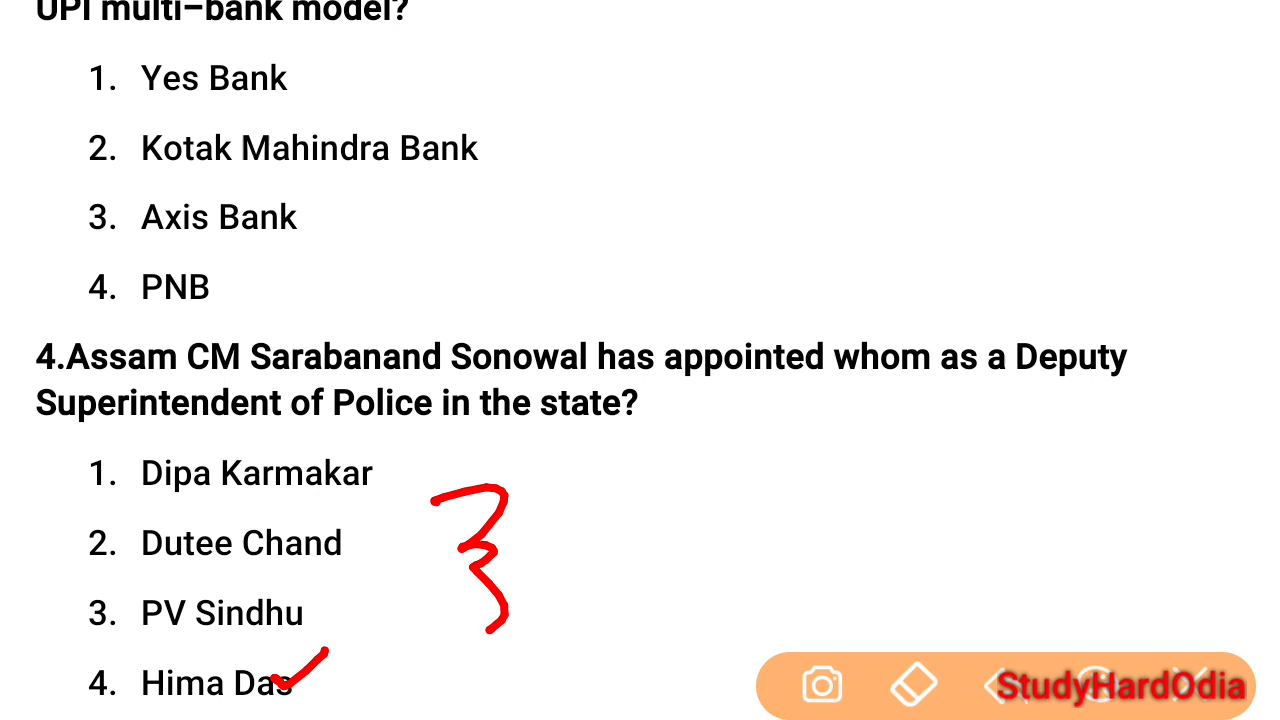 UPI multi–bank model?
1. Yes Bank
2. Kotak Mahindra Bank
3. Axis Bank
4. PNB
4.Assam CM Sarabanand Sonowal has appointed whom as a Deputy
Superintendent of Police in the state?
1. Dipa Karmakar
2. Dutee Chand
3. PV Sindhu
4. Hima Das
StudyHardOdia